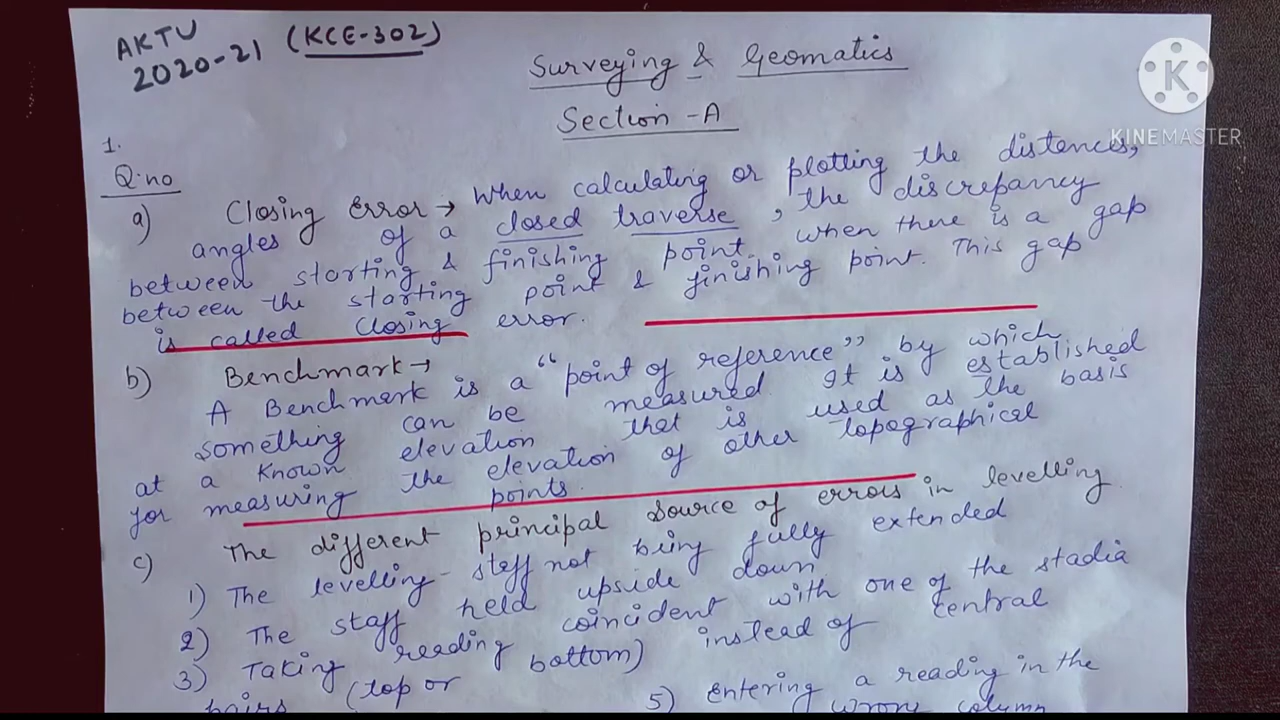 AKTU
2020-21
(KCE-302)
Surveying & Geomatics
Section -A
K
KINEMASTER
1.
Q.no
a) Closing Error → When calculating or plotting the distences,
angles of a closed traverse, the discrepancy
between starting & finishing point. when there is a gap
between the starting point & finishing point. This gap
is called Closing error.
b) Benchmark →
A Benchmark is a "point of reference" by which
something can be measured. It is established
at a known elevation that is used as the basis
for measuring the elevation of other topographical
points.
c) The different principal source of errors in levelling
1) The levelling-staff not being fully extended
2) The staff held upside down
3) Taking reading coincident with one of the stadia
hairs (top or bottom) instead of central
5) Entering a reading in the
wrong column